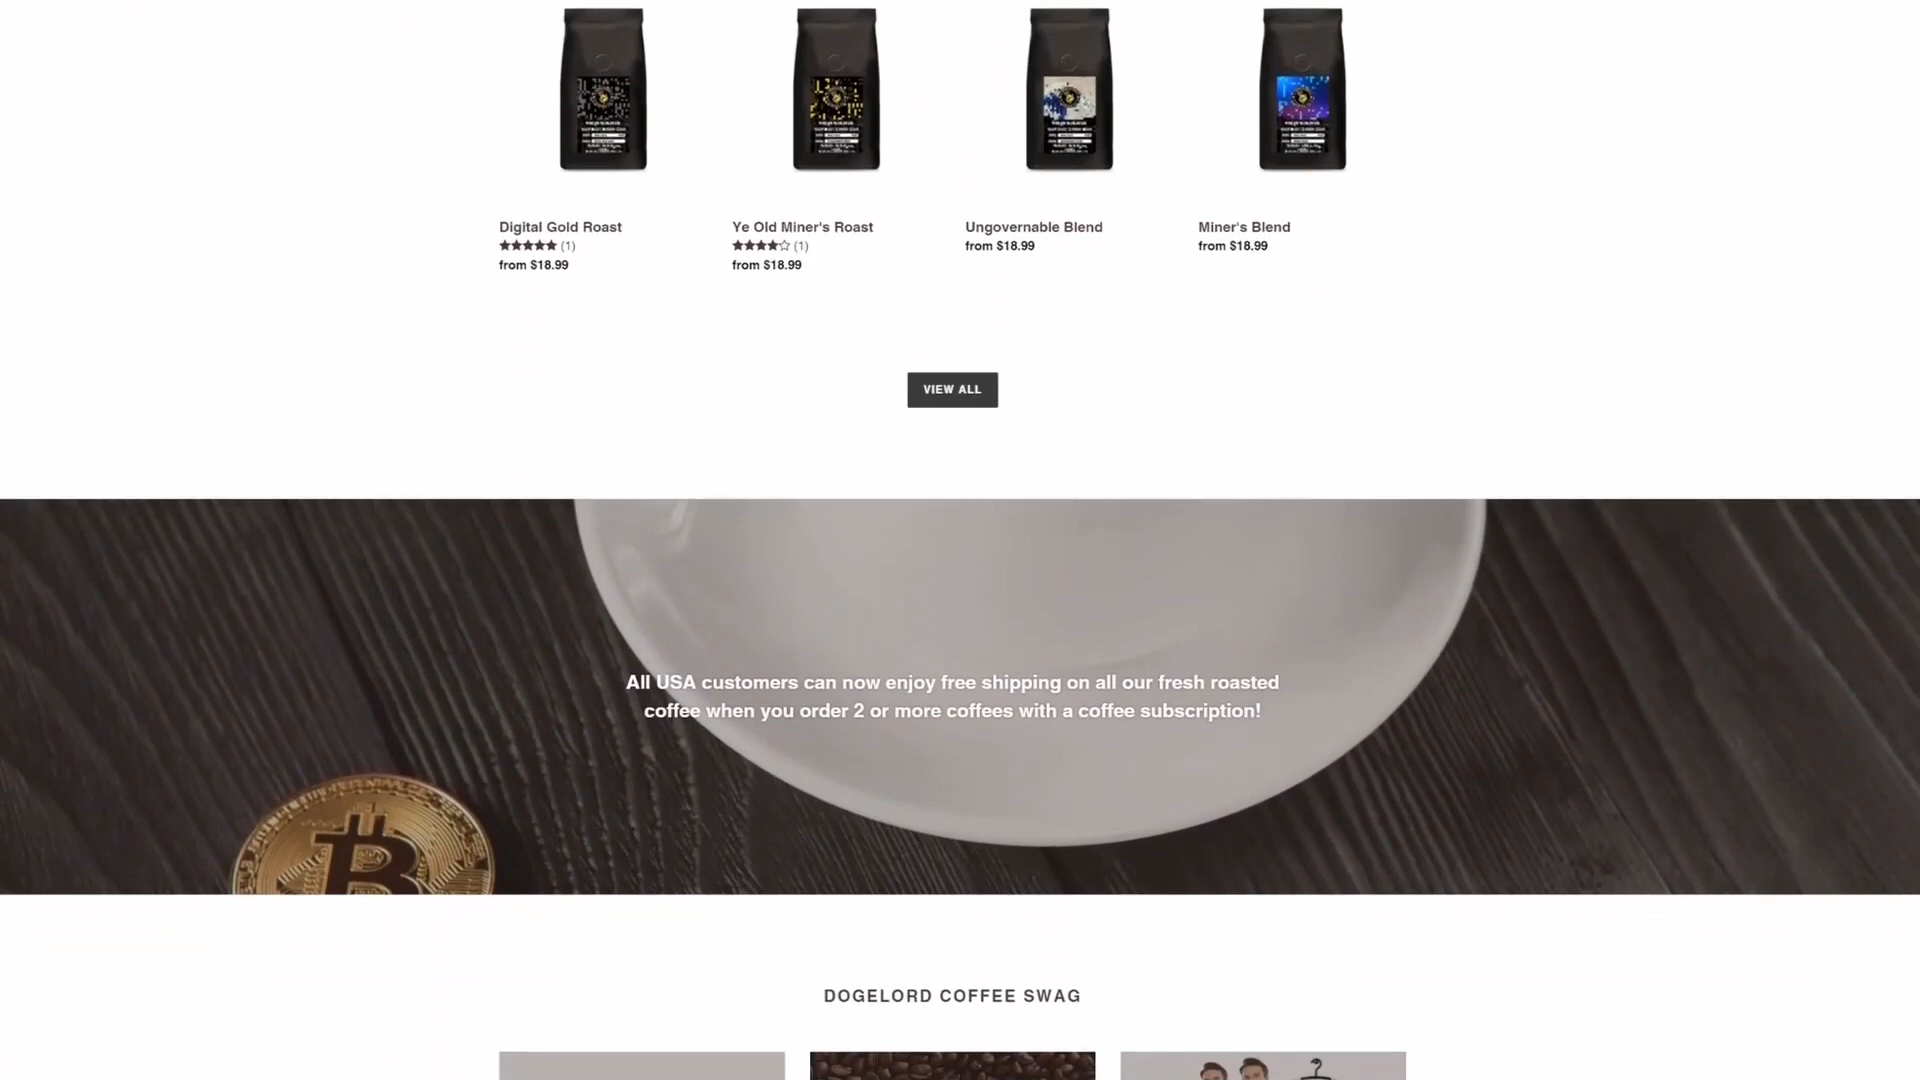 Digital Gold Roast
(1)
from $18.99
Ye Old Miner's Roast
(1)
from $18.99
Ungovernable Blend
from $18.99
Miner's Blend
from $18.99
VIEW ALL
All USA customers can now enjoy free shipping on all our fresh roasted
coffee when you order 2 or more coffees with a coffee subscription!
DOGELORD COFFEE SWAG